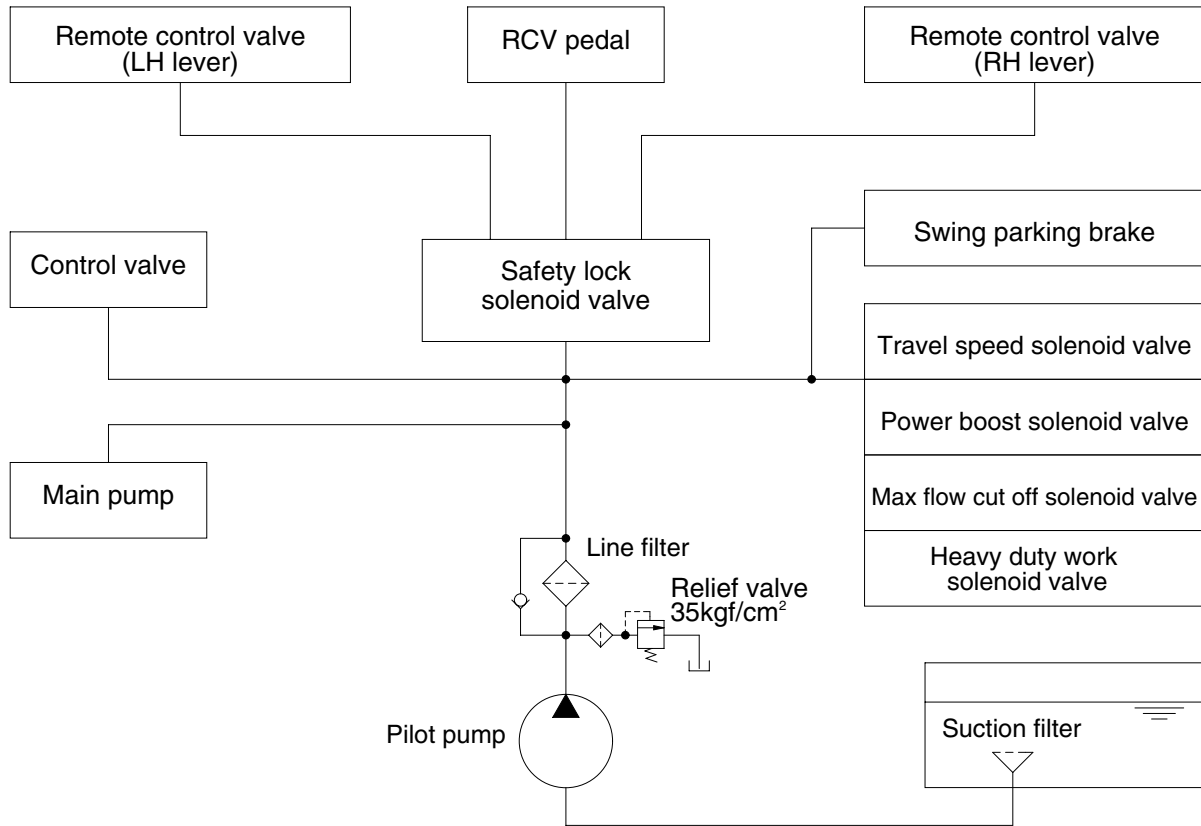 Remote control valve
(LH lever)
RCV pedal
Remote control valve
(RH lever)
Swing parking brake
Control valve
Safety lock
solenoid valve
Travel speed solenoid valve
Power boost solenoid valve
Main pump
Max flow cut off solenoid valve
Line filter
Heavy duty work
solenoid valve
Relief valve
35kgf/cm²
Pilot pump
Suction filter